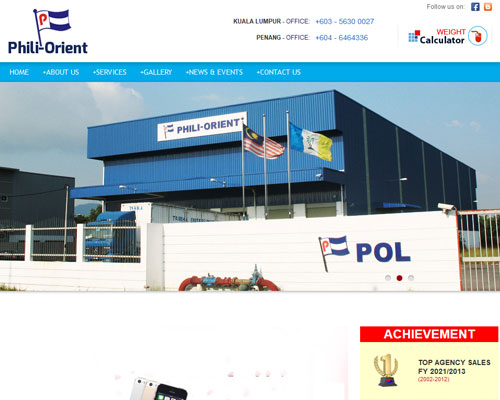 Follow us on:
P
Phili-Orient
KUALA LUMPUR - OFFICE: +603 - 5630 0027
PENANG - OFFICE: +604 - 6464336
WEIGHT
Calculator
HOME +ABOUT US +SERVICES +GALLERY +NEWS & EVENTS +CONTACT US
PHILI-ORIENT
P POL
ACHIEVEMENT
1
TOP AGENCY SALES
FY 2021/2013
(2002-2012)